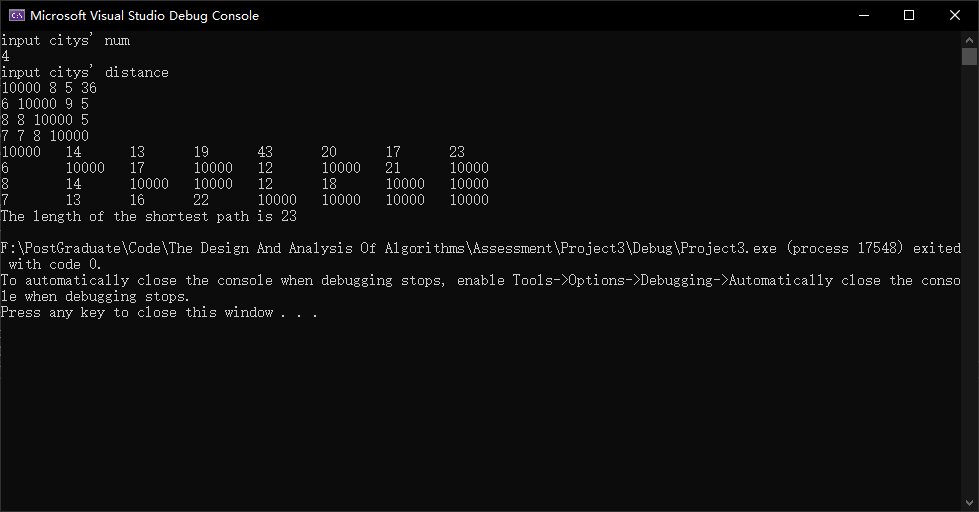 Microsoft Visual Studio Debug Console
input citys' num
4
input citys' distance
10000 8 5 36
6 10000 9 5
8 8 10000 5
7 7 8 10000
10000 14 13 19 43 20 17 23
6 10000 17 10000 12 10000 21 10000
8 14 10000 10000 12 18 10000 10000
7 13 16 22 10000 10000 10000 10000
The length of the shortest path is 23
F:\PostGraduate\Code\The Design And Analysis Of Algorithms\Assessment\Project3\Debug\Project3.exe (process 17548) exited
with code 0.
To automatically close the console when debugging stops, enable Tools->Options->Debugging->Automatically close the conso
le when debugging stops.
Press any key to close this window . . .